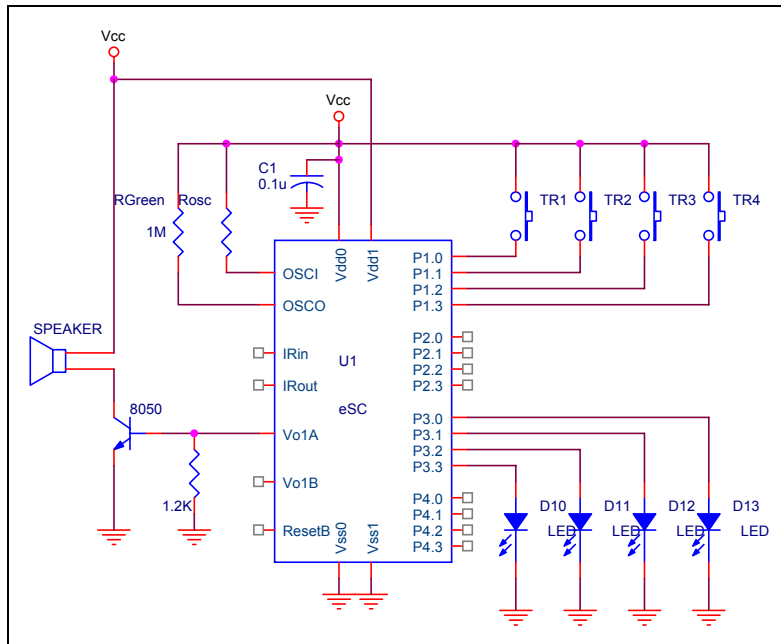 Vcc
Vcc
C1
0.1u
RGreen
Rosc
1M
TR1
TR2
TR3
TR4
OSCI
OSCO
Vdd0
Vdd1
P1.0
P1.1
P1.2
P1.3
SPEAKER
IRin
IRout
U1
eSC
P2.0
P2.1
P2.2
P2.3
8050
Vo1A
Vo1B
ResetB
1.2K
P3.0
P3.1
P3.2
P3.3
P4.0
P4.1
P4.2
P4.3
Vss0
Vss1
D10
D11
D12
D13
LED
LED
LED
LED